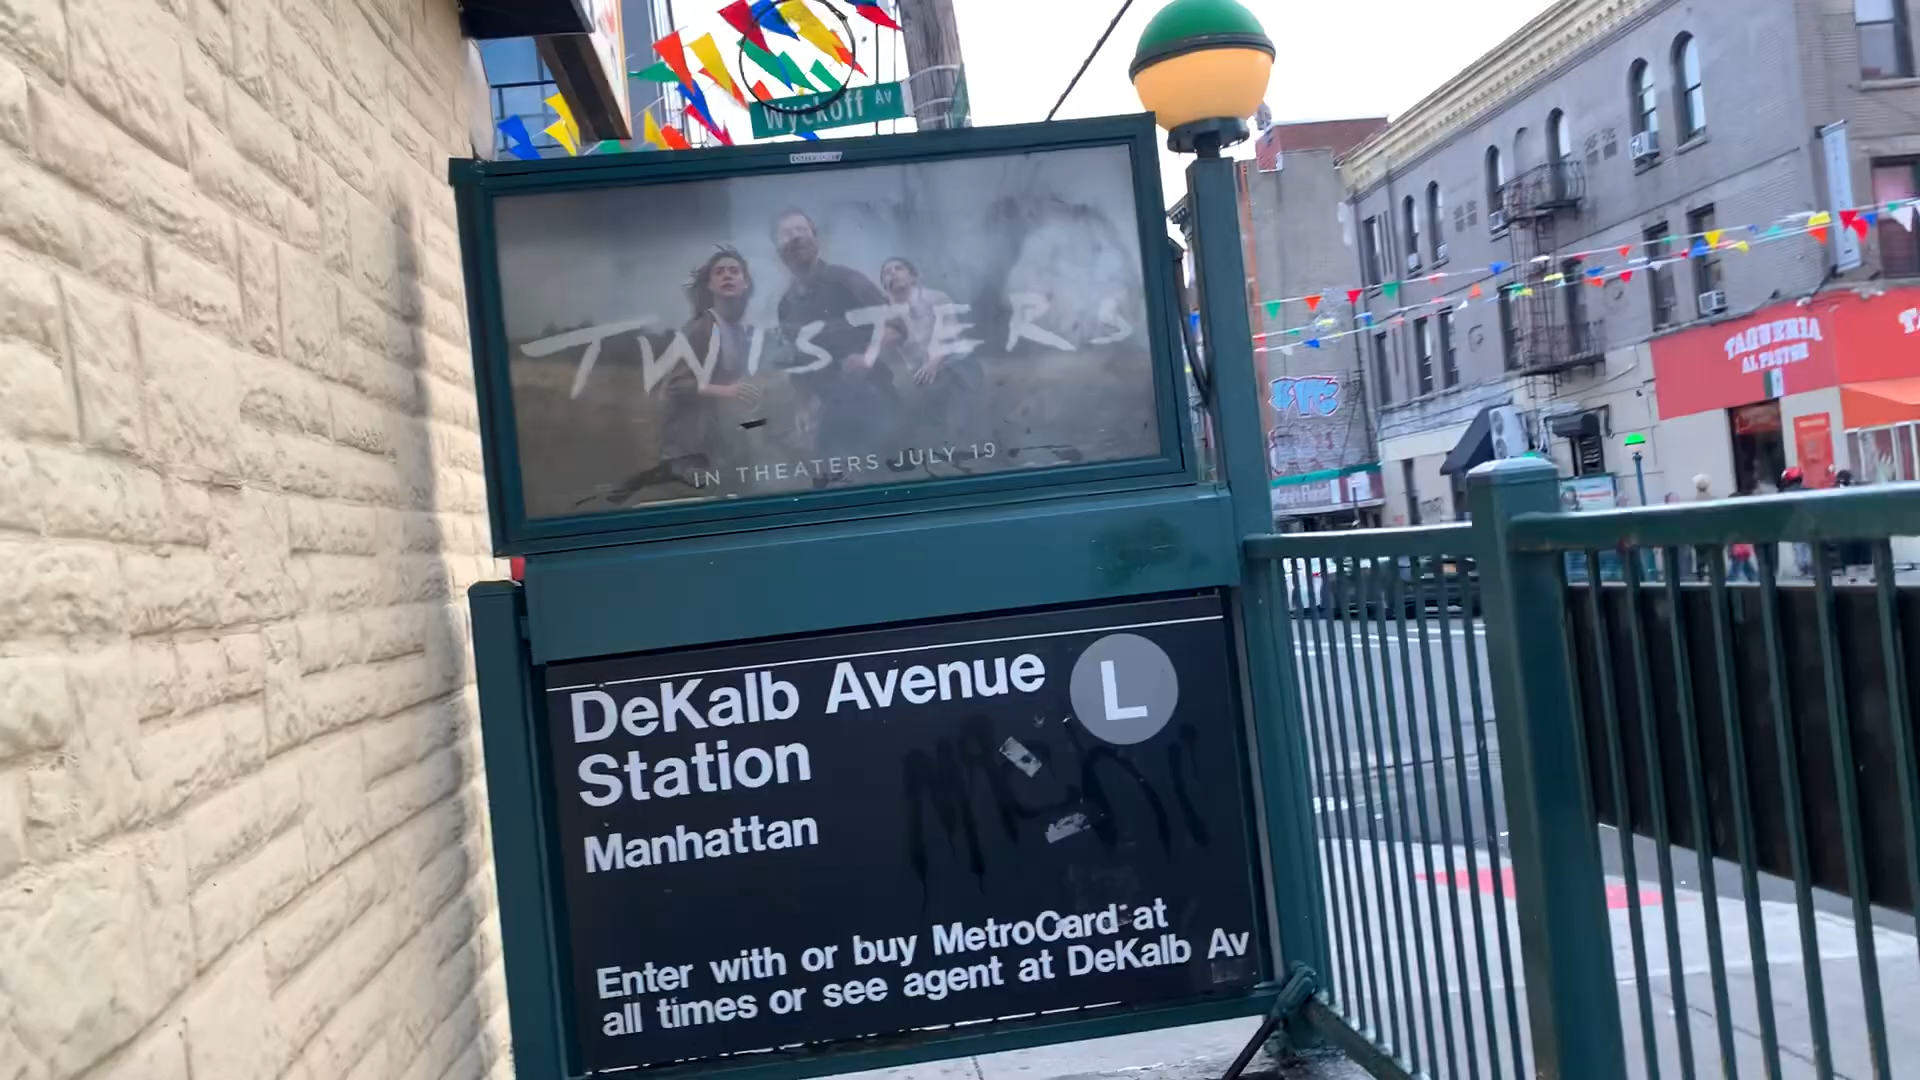 Wyckoff Av
OUTFRONT
TWISTERS
IN THEATERS JULY 19
TAQUERIA
AL PASTOR
DeKalb Avenue
Station
L
Manhattan
Enter with or buy MetroCard at
all times or see agent at DeKalb Av